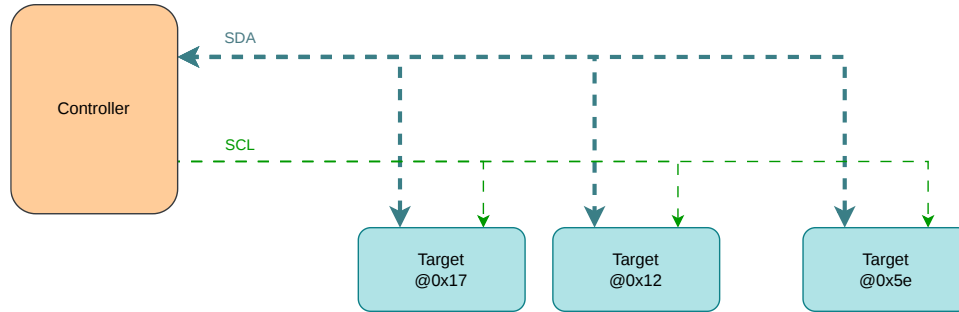 SDA
Controller
SCL
Target
@0x17
Target
@0x12
Target
@0x5e